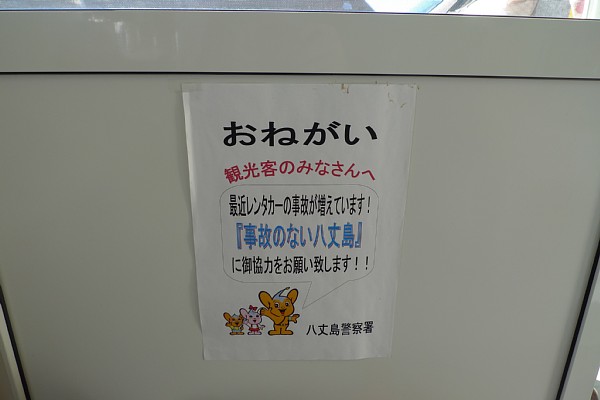 おねがい
観光客のみなさんへ
最近レンタカーの事故が増えています!
『事故のない八丈島』
に御協力をお願い致します!!
八丈島警察署